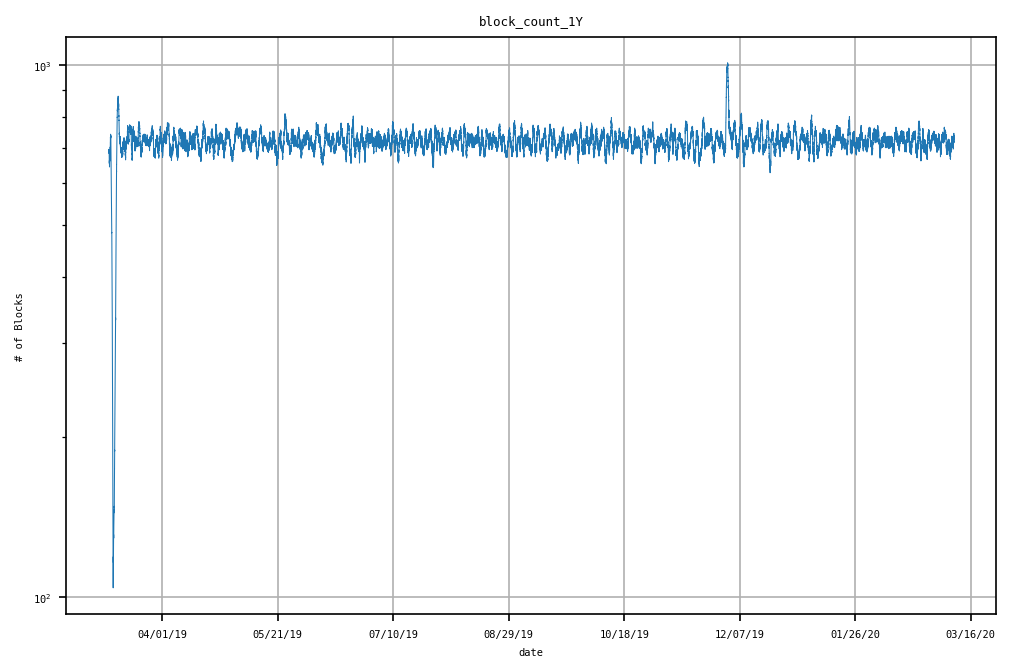 block_count_1Y
10³
# of Blocks
10²
04/01/19 05/21/19 07/10/19 08/29/19 10/18/19 12/07/19 01/26/20 03/16/20
date